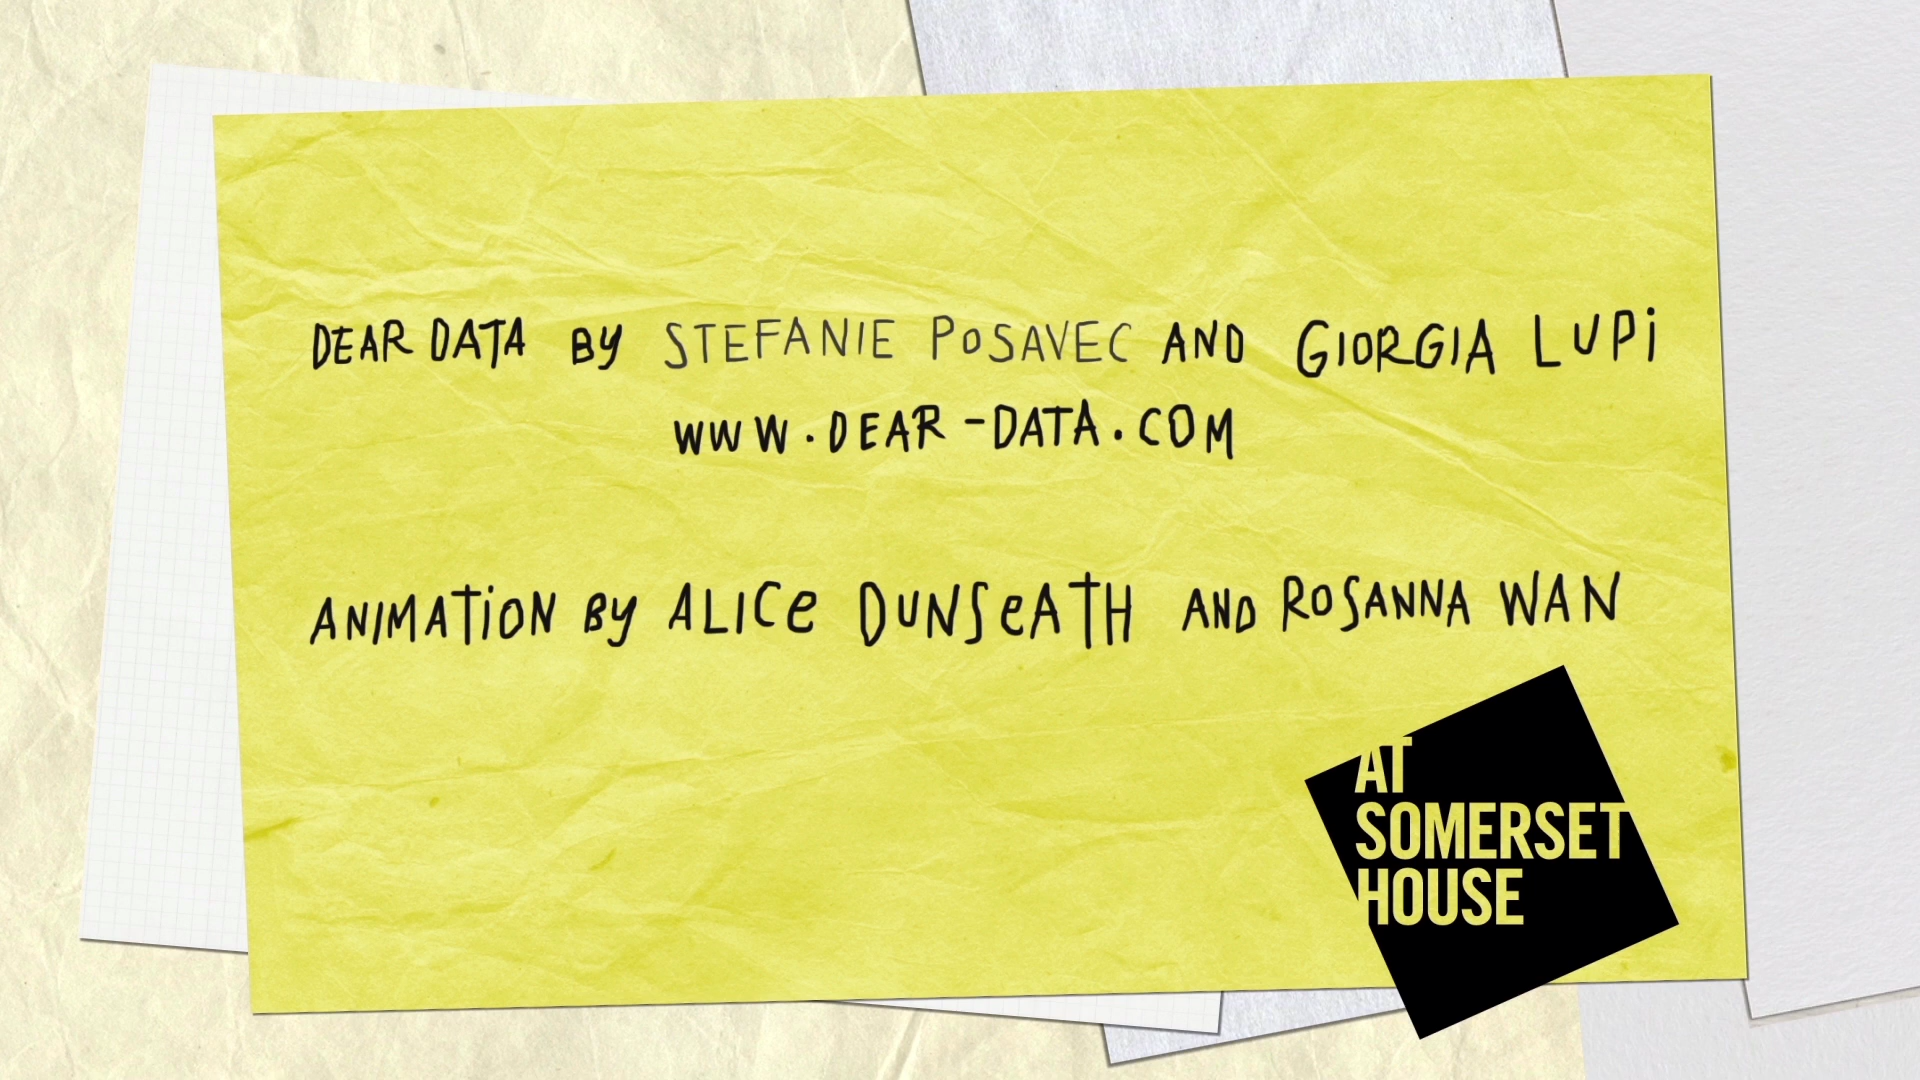 DEAR DATA BY STEFANIE POSAVEC AND GIORGIA LUPi
WWW.DEAR-DATA.COM
ANIMATiON BY ALICe DUNSeATH AND ROSANNA WAN
AT
SOMERSET
HOUSE